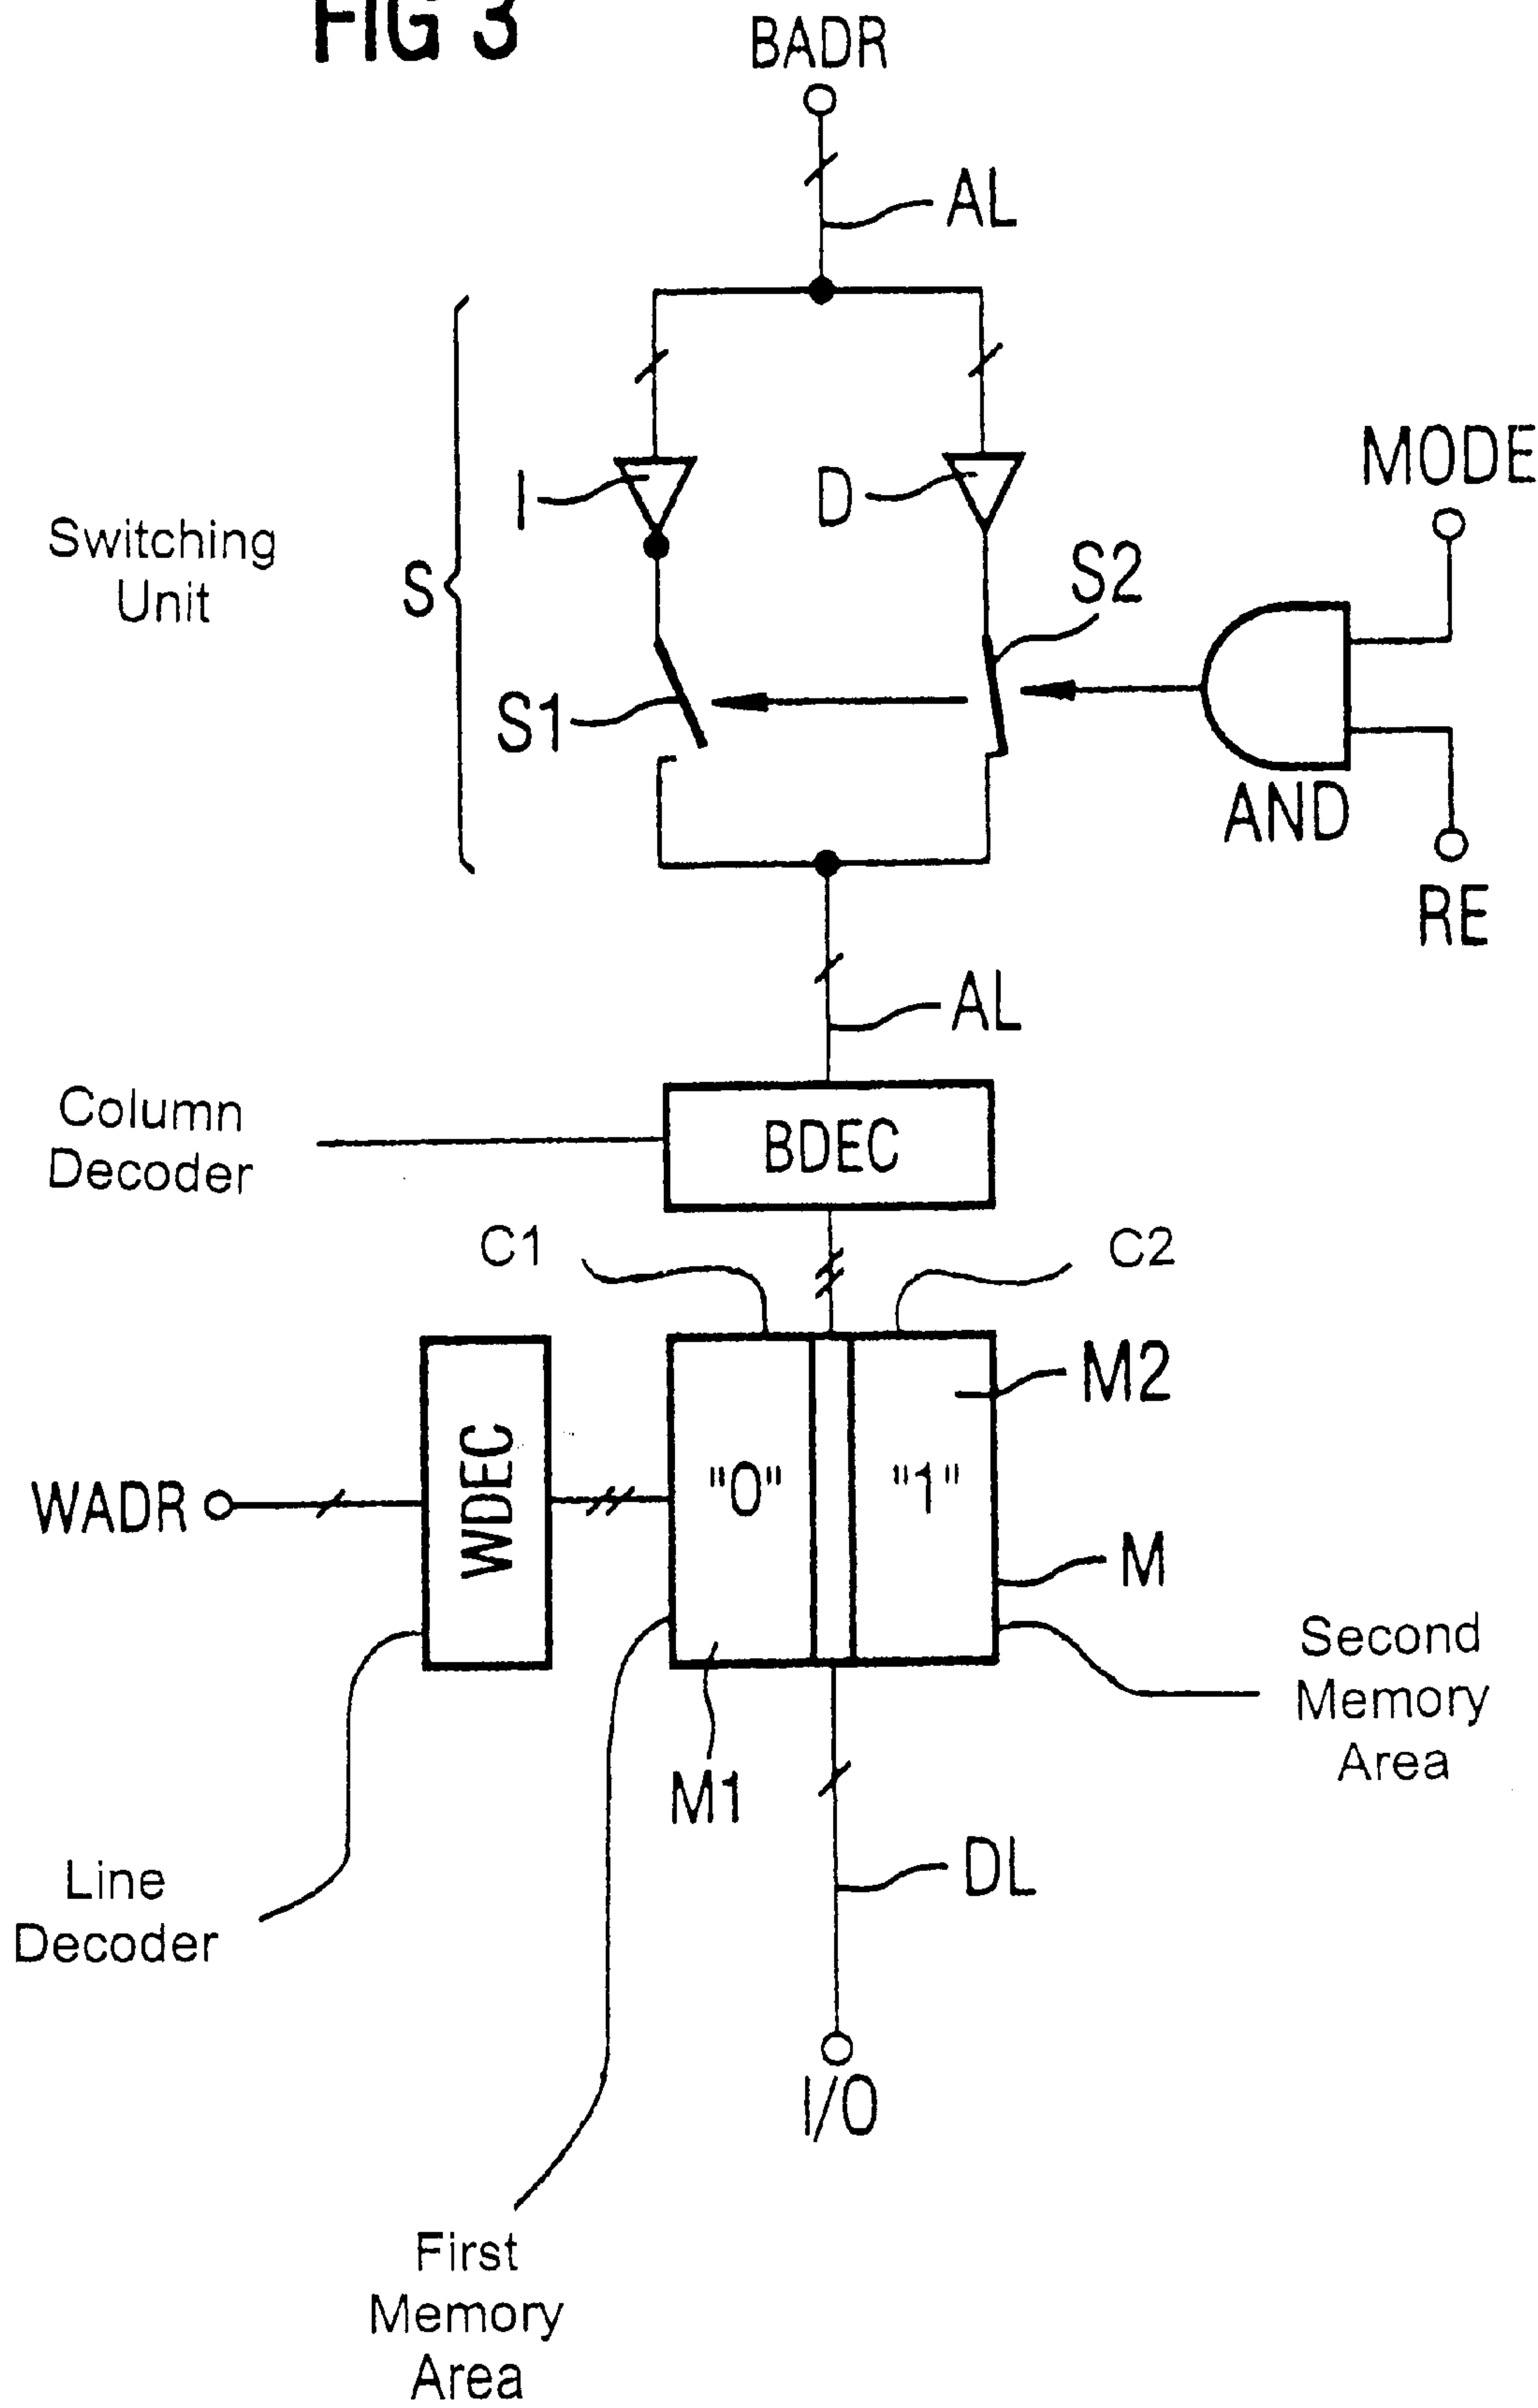 FIG 3
BADR
AL
MODE
I
D
Switching
Unit
S
S2
S1
AND
RE
AL
Column
Decoder
BDEC
C1
C2
M2
WADR
WDEC
"0"
"1"
M
Second
Memory
Area
M1
Line
Decoder
DL
I/O
First
Memory
Area